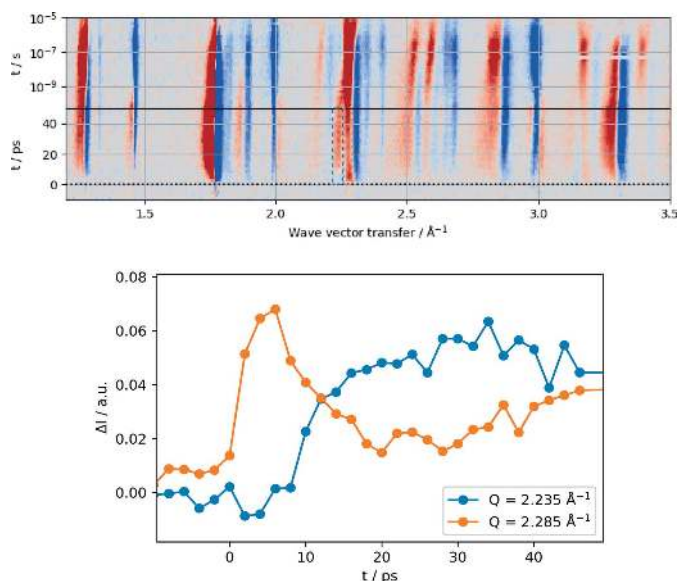 10⁻⁵
10⁻⁷
10⁻⁹
40
20
0
t / s
t / ps
1.5 2.0 2.5 3.0 3.5
Wave vector transfer / Å⁻¹
0.08
0.06
0.04
0.02
0.00
ΔI / a.u.
Q = 2.235 Å⁻¹
Q = 2.285 Å⁻¹
0 10 20 30 40
t / ps